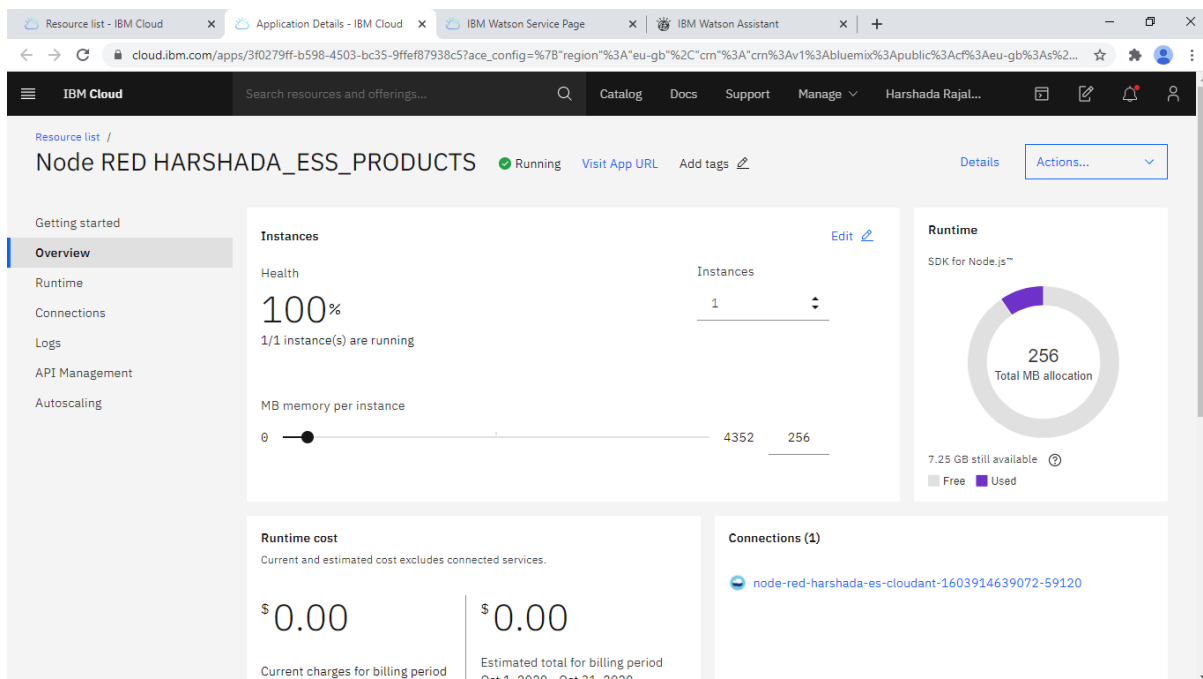 Resource list - IBM Cloud
Application Details - IBM Cloud
IBM Watson Service Page
IBM Watson Assistant
cloud.ibm.com/apps/3f0279ff-b598-4503-bc35-9ffef87938c5?ace_config=%7B"region"%3A"eu-gb"%2C"crn"%3A"crn%3Av1%3Abluemix%3Apublic%3Acf%3Aeu-gb%3As%2...
IBM Cloud
Search resources and offerings...
Catalog
Docs
Support
Manage
Harshada Rajal...
Resource list /
Node RED HARSHADA_ESS_PRODUCTS
Running
Visit App URL
Add tags
Details
Actions...
Getting started
Overview
Runtime
Connections
Logs
API Management
Autoscaling
Instances
Edit
Health
100%
1/1 instance(s) are running
Instances
1
MB memory per instance
0
4352
256
Runtime
SDK for Node.js™
256
Total MB allocation
7.25 GB still available
Free
Used
Runtime cost
Current and estimated cost excludes connected services.
$0.00
Current charges for billing period
$0.00
Estimated total for billing period
Oct 1, 2020 - Oct 31, 2020
Connections (1)
node-red-harshada-es-cloudant-1603914639072-59120